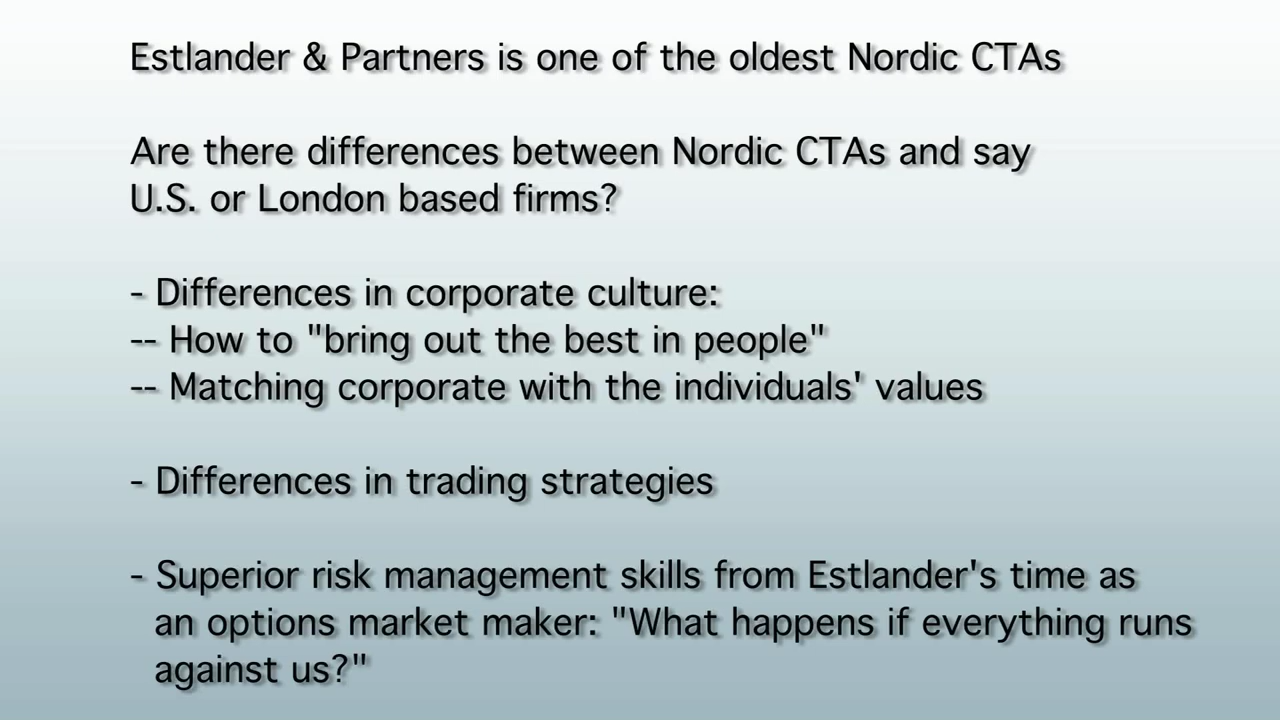 Estlander & Partners is one of the oldest Nordic CTAs
Are there differences between Nordic CTAs and say
U.S. or London based firms?
- Differences in corporate culture:
-- How to "bring out the best in people"
-- Matching corporate with the individuals' values
- Differences in trading strategies
- Superior risk management skills from Estlander's time as
an options market maker: "What happens if everything runs
against us?"